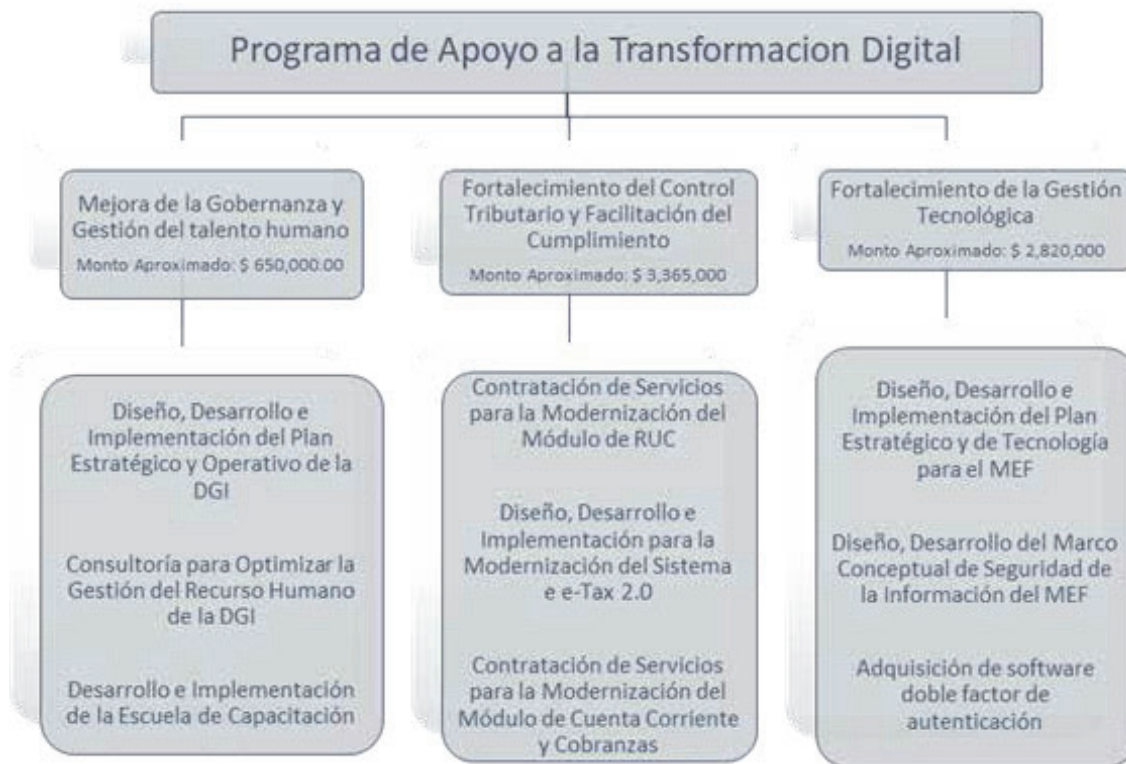 Programa de Apoyo a la Transformacion Digital
Mejora de la Gobernanza y
Gestión del talento humano
Monto Aproximado: $ 650,000.00
Diseño, Desarrollo e
Implementación del Plan
Estratégico y Operativo de la
DGI
Consultoría para Optimizar la
Gestión del Recurso Humano
de la DGI
Desarrollo e Implementación
de la Escuela de Capacitación
Fortalecimiento del Control
Tributario y Facilitación del
Cumplimiento
Monto Aproximado: $ 3,365,000
Contratación de Servicios
para la Modernización del
Módulo de RUC
Diseño, Desarrollo e
Implementación para la
Modernización del Sistema
e e-Tax 2.0
Contratación de Servicios
para la Modernización del
Módulo de Cuenta Corriente
y Cobranzas
Fortalecimiento de la Gestión
Tecnológica
Monto Aproximado: $ 2,820,000
Diseño, Desarrollo e
Implementación del Plan
Estratégico y de Tecnología
para el MEF
Diseño, Desarrollo del Marco
Conceptual de Seguridad de
la Información del MEF
Adquisición de software
doble factor de
autenticación